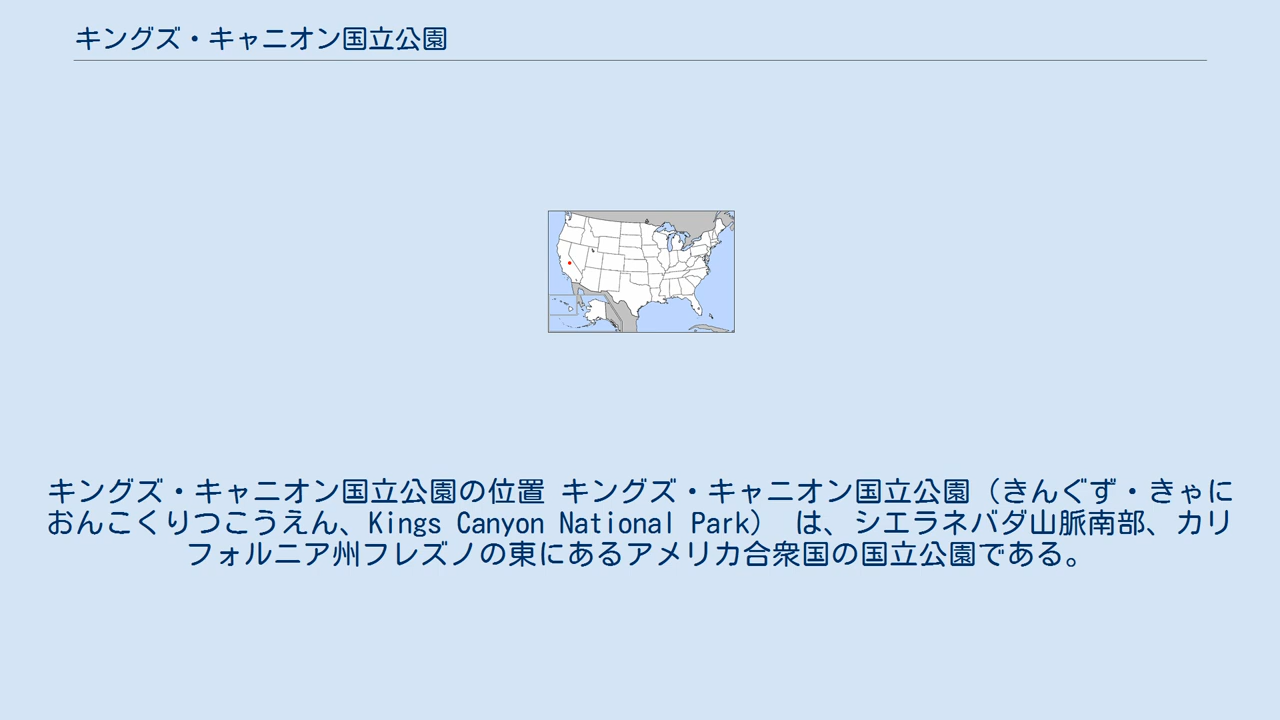 キングズ・キャニオン国立公園
キングズ・キャニオン国立公園の位置 キングズ・キャニオン国立公園（きんぐず・きゃに
おんこくりつこうえん、Kings Canyon National Park） は、シエラネバダ山脈南部、カリ
フォルニア州フレズノの東にあるアメリカ合衆国の国立公園である。